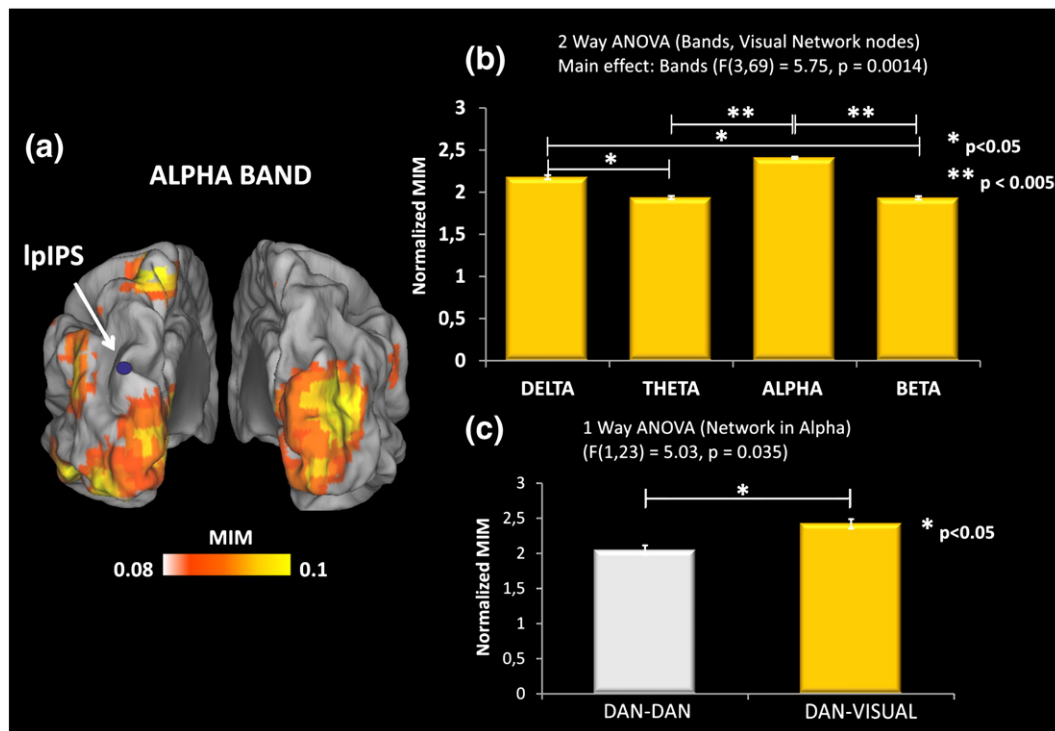 (a)
ALPHA BAND
lpIPS
MIM
0.08
0.1
(b)
2 Way ANOVA (Bands, Visual Network nodes)
Main effect: Bands (F(3,69) = 5.75, p = 0.0014)
Normalized MIM
3
2,5
2
1,5
1
0,5
0
** **
*
*
* p<0.05
** p < 0.005
DELTA THETA ALPHA BETA
(c)
1 Way ANOVA (Network in Alpha)
(F(1,23) = 5.03, p = 0.035)
Normalized MIM
3
2,5
2
1,5
1
0,5
0
*
* p<0.05
DAN-DAN DAN-VISUAL